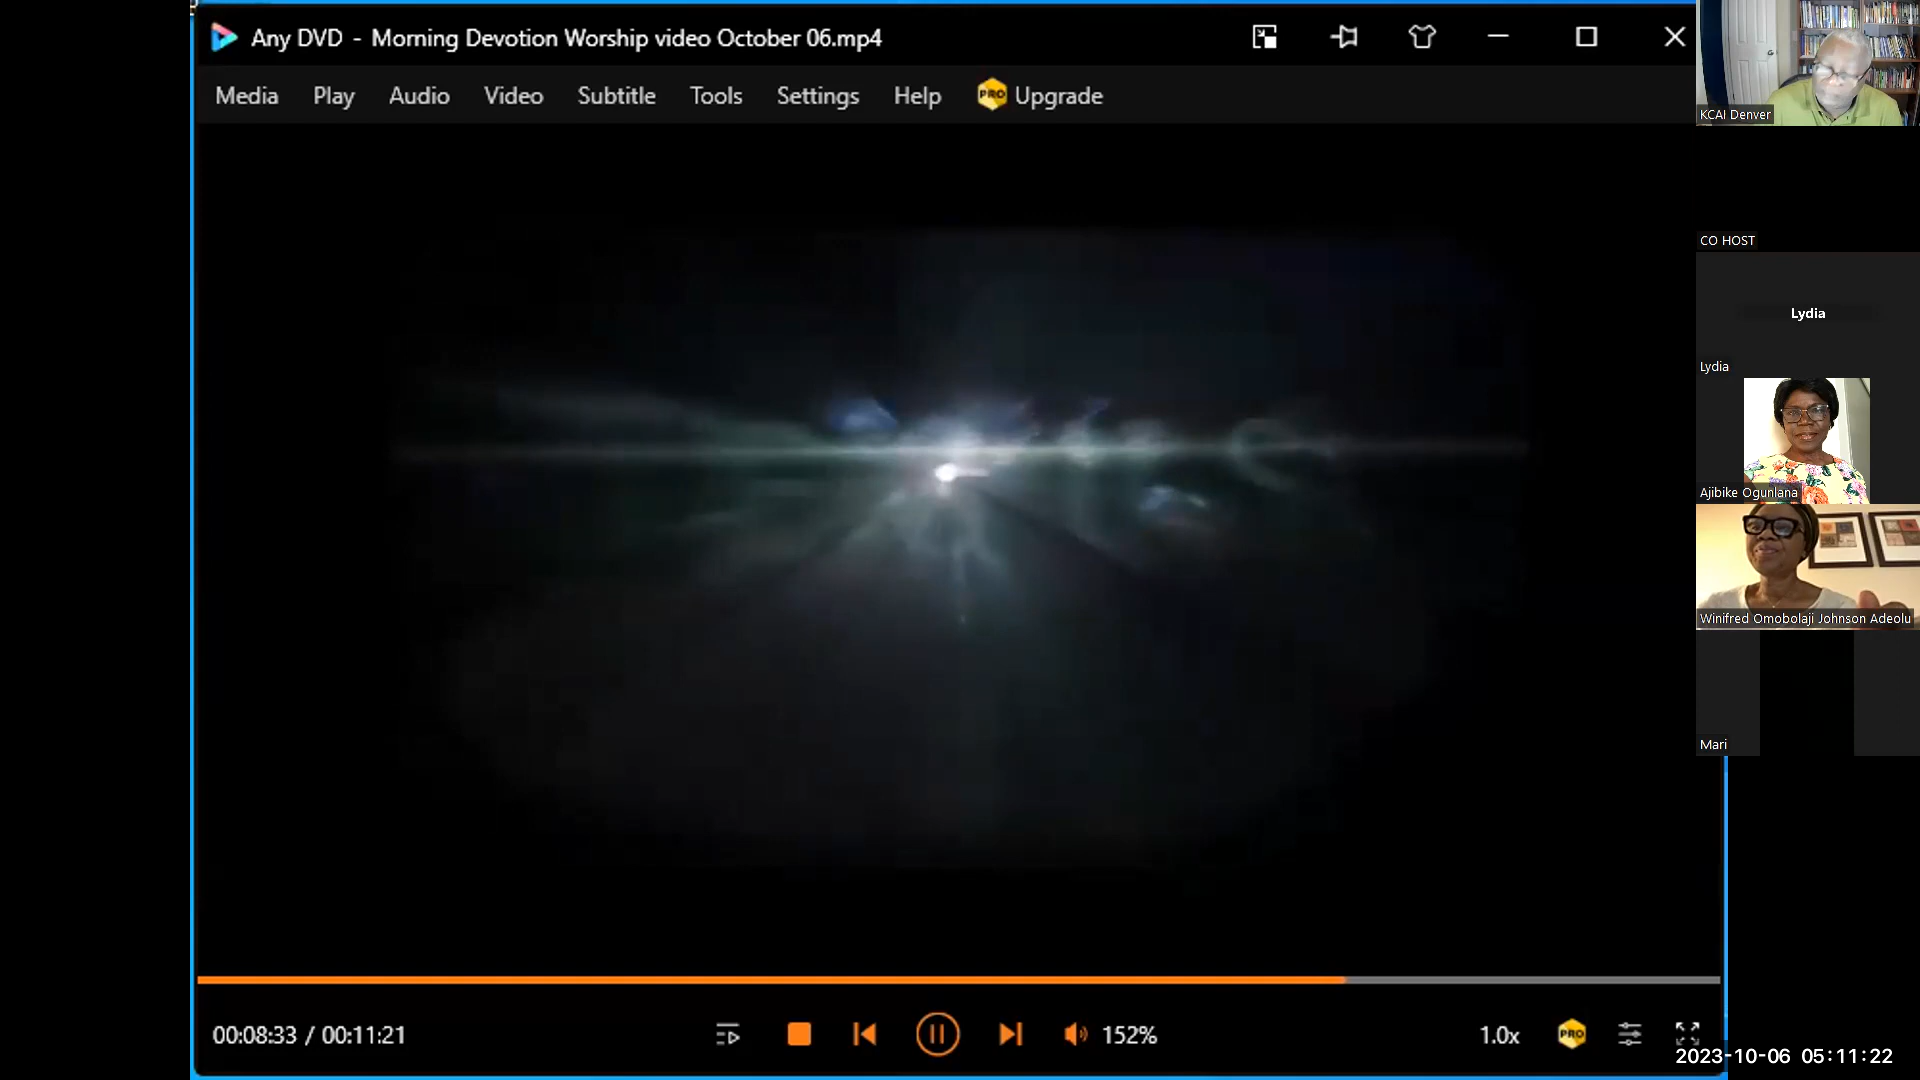 Any DVD - Morning Devotion Worship video October 06.mp4
Media Play Audio Video Subtitle Tools Settings Help PRO Upgrade
KCAI Denver
CO HOST
Lydia
Lydia
Ajibike Ogunlana
Winifred Omobolaji Johnson Adeolu
Mari
00:08:33 / 00:11:21
152%
1.0x
PRO
2023-10-06 05:11:22